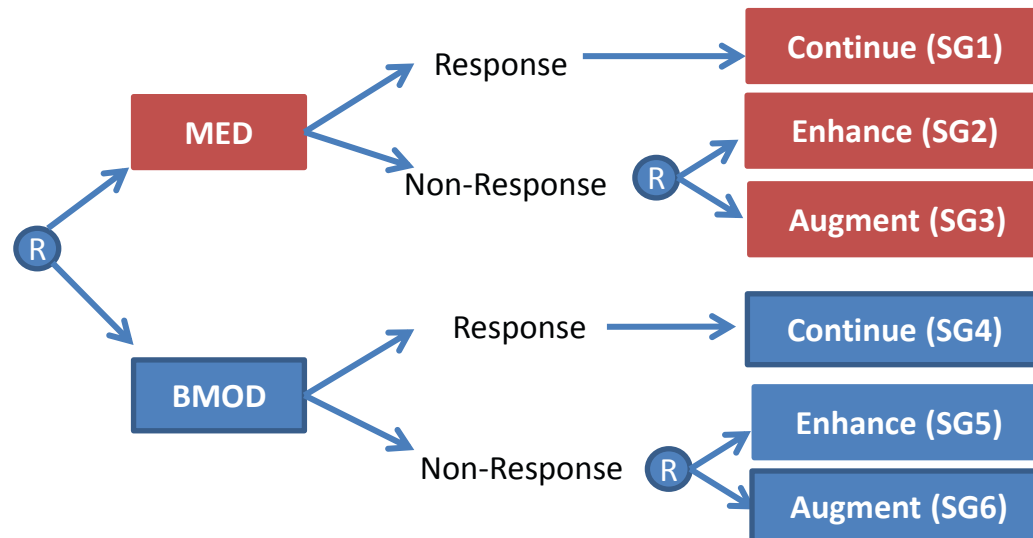 Response
Continue (SG1)
MED
Enhance (SG2)
Non-Response
R
Augment (SG3)
R
Response
Continue (SG4)
BMOD
Enhance (SG5)
Non-Response
R
Augment (SG6)